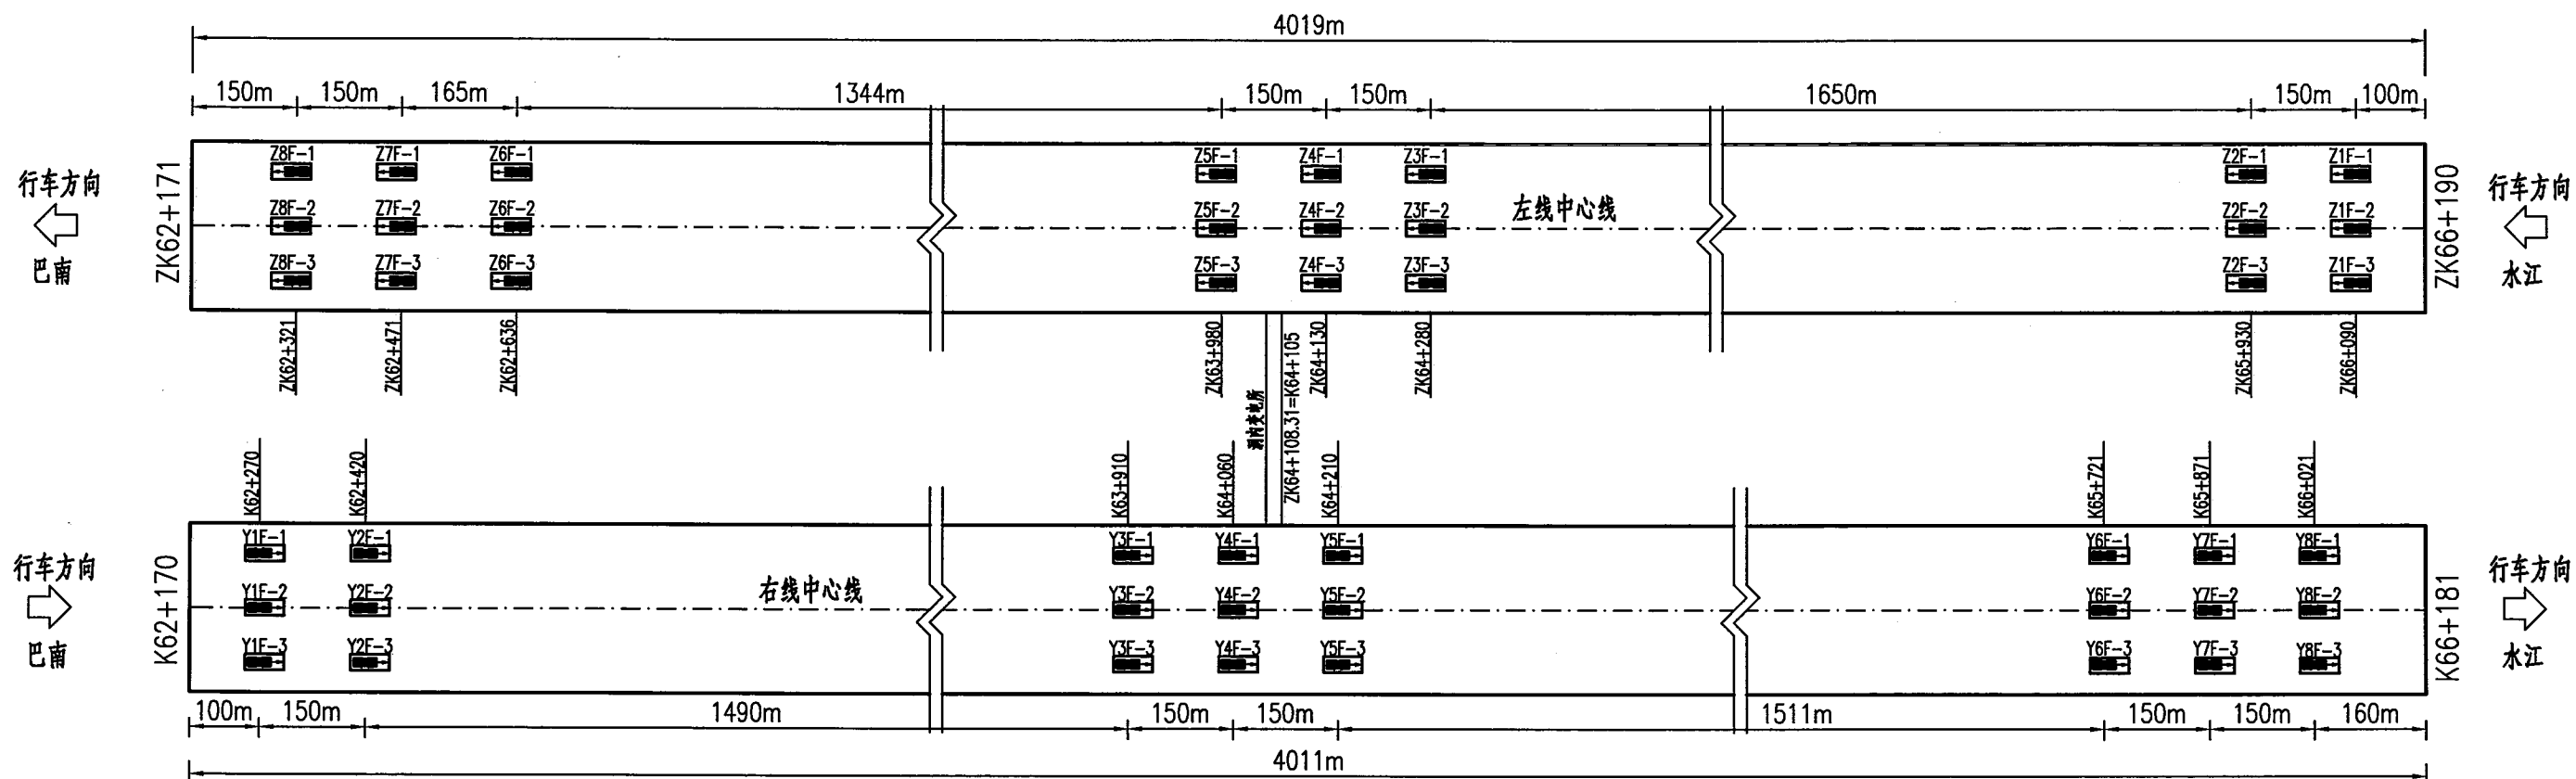 4019m
150m 150m 165m 1344m 150m 150m 1650m 150m 100m
Z8F-1 Z7F-1 Z6F-1 Z5F-1 Z4F-1 Z3F-1 Z2F-1 Z1F-1
行车方向
巴南
ZK62+171
Z8F-2 Z7F-2 Z6F-2 Z5F-2 Z4F-2 Z3F-2 Z2F-2 Z1F-2
左线中心线
ZK66+190
行车方向
水江
Z8F-3 Z7F-3 Z6F-3 Z5F-3 Z4F-3 Z3F-3 Z2F-3 Z1F-3
ZK62+321 ZK62+471 ZK62+636 ZK63+980 ZK64+130 ZK64+280 ZK65+930 ZK66+090
洞内变电所
ZK64+108.31=K64+105
K62+270 K62+420 K63+910 K64+060 K64+210 K65+721 K65+871 K66+021
Y1F-1 Y2F-1 Y3F-1 Y4F-1 Y5F-1 Y6F-1 Y7F-1 Y8F-1
行车方向
巴南
K62+170
右线中心线
Y1F-2 Y2F-2 Y3F-2 Y4F-2 Y5F-2 Y6F-2 Y7F-2 Y8F-2
K66+181
行车方向
水江
Y1F-3 Y2F-3 Y3F-3 Y4F-3 Y5F-3 Y6F-3 Y7F-3 Y8F-3
100m 150m 1490m 150m 150m 1511m 150m 150m 160m
4011m